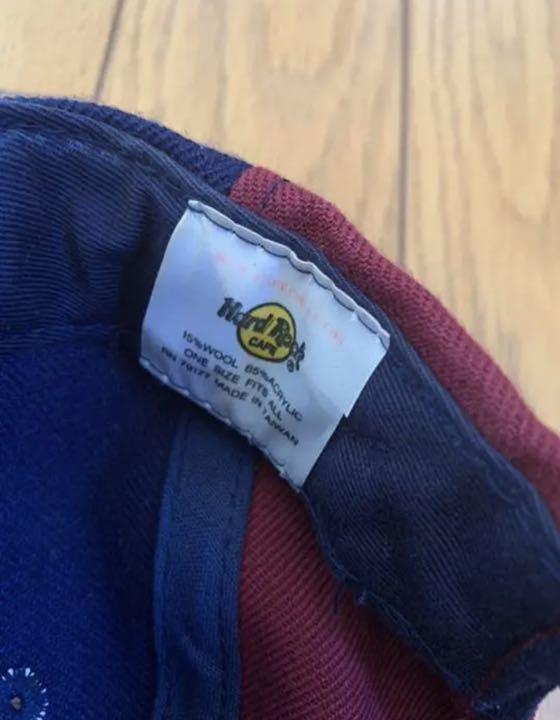 Hard Rock
CAFE
®
15%WOOL 85%ACRYLIC
ONE SIZE FITS ALL
RN 79177 MADE IN TAIWAN